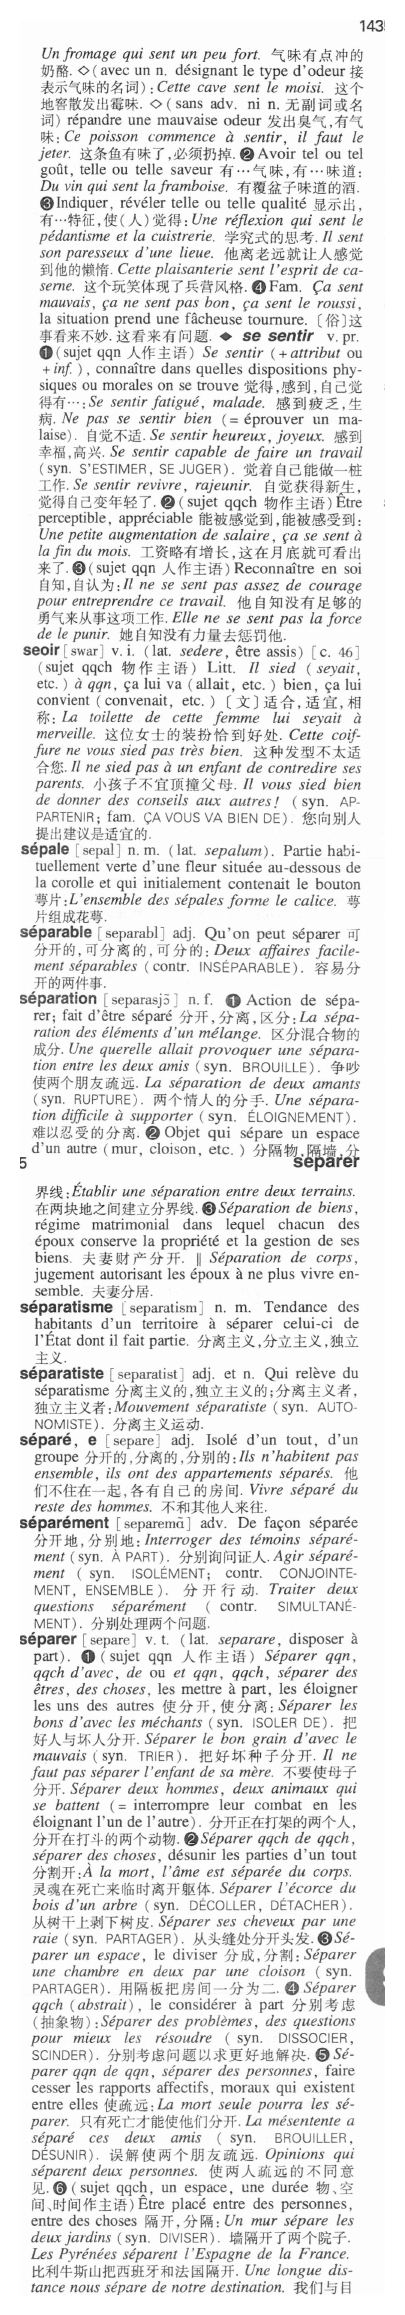 143
Un fromage qui sent un peu fort. 气味有点冲的
奶酪. ◇ (avec un n. désignant le type d'odeur 接
表示气味的名词) : Cette cave sent le moisi. 这个
地窖散发出霉味. ◇ (sans adv. ni n. 无副词或名
词) répandre une mauvaise odeur 发出臭气,有气
味: Ce poisson commence à sentir, il faut le
jeter. 这条鱼有味了,必须扔掉. ❷ Avoir tel ou tel
goût, telle ou telle saveur 有…气味,有…味道:
Du vin qui sent la framboise. 有覆盆子味道的酒.
❸ Indiquer, révéler telle ou telle qualité 显示出,
有…特征,使(人)觉得: Une réflexion qui sent le
pédantisme et la cuistrerie. 学究式的思考. Il sent
son paresseux d'une lieue. 他离老远就让人感觉
到他的懒惰. Cette plaisanterie sent l'esprit de ca-
serne. 这个玩笑体现了兵营风格. ❹ Fam. Ça sent
mauvais, ça ne sent pas bon, ça sent le roussi,
la situation prend une fâcheuse tournure. 〔俗〕这
事看来不妙. 这看来有问题. ◆ se sentir v. pr.
❶ (sujet qqn 人作主语) Se sentir (+ attribut ou
+ inf.), connaître dans quelles dispositions phy-
siques ou morales on se trouve 觉得,感到,自己觉
得有…: Se sentir fatigué, malade. 感到疲乏,生
病. Ne pas se sentir bien (= éprouver un ma-
laise). 自觉不适. Se sentir heureux, joyeux. 感到
幸福,高兴. Se sentir capable de faire un travail
(syn. S'ESTIMER, SE JUGER). 觉着自己能做一桩
工作. Se sentir revivre, rajeunir. 自觉获得新生,
觉得自己变年轻了. ❷ (sujet qqch 物作主语) Être
perceptible, appréciable 能被感觉到,能被感受到:
Une petite augmentation de salaire, ça se sent à
la fin du mois. 工资略有增长,这在月底就可看出
来了. ❸ (sujet qqn 人作主语) Reconnaître en soi
自知,自认为: Il ne se sent pas assez de courage
pour entreprendre ce travail. 他自知没有足够的
勇气来从事这项工作. Elle ne se sent pas la force
de le punir. 她自知没有力量去惩罚他.
seoir [swar] v. i. (lat. sedere, être assis) [c. 46]
(sujet qqch 物作主语) Litt. Il sied (seyait,
etc.) à qqn, ça lui va (allait, etc.) bien, ça lui
convient (convenait, etc.) 〔文〕适合,适宜,相
称: La toilette de cette femme lui seyait à
merveille. 这位女士的装扮恰到好处. Cette coif-
fure ne vous sied pas très bien. 这种发型不太适
合您. Il ne sied pas à un enfant de contredire ses
parents. 小孩子不宜顶撞父母. Il vous sied bien
de donner des conseils aux autres! (syn. AP-
PARTENIR; fam. ÇA VOUS VA BIEN DE). 您向别人
提出建议是适宜的.
sépale [sepal] n. m. (lat. sepalum). Partie habi-
tuellement verte d'une fleur située au-dessous de
la corolle et qui initialement contenait le bouton
萼片: L'ensemble des sépales forme le calice. 萼
片组成花萼.
séparable [separabl] adj. Qu'on peut séparer 可
分开的,可分离的,可分的: Deux affaires facile-
ment séparables (contr. INSÉPARABLE). 容易分
开的两件事.
séparation [separasjɔ̃] n. f. ❶ Action de sépa-
rer; fait d'être séparé 分开,分离,区分: La sépa-
ration des éléments d'un mélange. 区分混合物的
成分. Une querelle allait provoquer une sépara-
tion entre les deux amis (syn. BROUILLE). 争吵
使两个朋友疏远. La séparation de deux amants
(syn. RUPTURE). 两个情人的分手. Une sépara-
tion difficile à supporter (syn. ÉLOIGNEMENT).
难以忍受的分离. ❷ Objet qui sépare un espace
d'un autre (mur, cloison, etc.) 分隔物,隔墙,分
5 séparer
界线: Établir une séparation entre deux terrains.
在两块地之间建立分界线. ❸ Séparation de biens,
régime matrimonial dans lequel chacun des
époux conserve la propriété et la gestion de ses
biens. 夫妻财产分开. ‖ Séparation de corps,
jugement autorisant les époux à ne plus vivre en-
semble. 夫妻分居.
séparatisme [separatism] n. m. Tendance des
habitants d'un territoire à séparer celui-ci de
l'État dont il fait partie. 分离主义,分立主义,独立
主义.
séparatiste [separatist] adj. et n. Qui relève du
séparatisme 分离主义的,独立主义的;分离主义者,
独立主义者: Mouvement séparatiste (syn. AUTO-
NOMISTE). 分离主义运动.
séparé, e [separe] adj. Isolé d'un tout, d'un
groupe 分开的,分离的,分别的: Ils n'habitent pas
ensemble, ils ont des appartements séparés. 他
们不住在一起,各有自己的房间. Vivre séparé du
reste des hommes. 不和其他人来往.
séparément [separemɑ̃] adv. De façon séparée
分开地,分别地: Interroger des témoins séparé-
ment (syn. À PART). 分别询问证人. Agir séparé-
ment (syn. ISOLÉMENT; contr. CONJOINTE-
MENT, ENSEMBLE). 分开行动. Traiter deux
questions séparément (contr. SIMULTANÉ-
MENT). 分别处理两个问题.
séparer [separe] v. t. (lat. separare, disposer à
part). ❶ (sujet qqn 人作主语) Séparer qqn,
qqch d'avec, de ou et qqn, qqch, séparer des
êtres, des choses, les mettre à part, les éloigner
les uns des autres 使分开,使分离: Séparer les
bons d'avec les méchants (syn. ISOLER DE). 把
好人与坏人分开. Séparer le bon grain d'avec le
mauvais (syn. TRIER). 把好坏种子分开. Il ne
faut pas séparer l'enfant de sa mère. 不要使母子
分开. Séparer deux hommes, deux animaux qui
se battent (= interrompre leur combat en les
éloignant l'un de l'autre). 分开正在打架的两个人,
分开在打斗的两个动物. ❷ Séparer qqch de qqch,
séparer des choses, désunir les parties d'un tout
分割开: À la mort, l'âme est séparée du corps.
灵魂在死亡来临时离开躯体. Séparer l'écorce du
bois d'un arbre (syn. DÉCOLLER, DÉTACHER).
从树干上剥下树皮. Séparer ses cheveux par une
raie (syn. PARTAGER). 从头缝处分开头发. ❸ Sé-
parer un espace, le diviser 分成,分割: Séparer
une chambre en deux par une cloison (syn.
PARTAGER). 用隔板把房间一分为二. ❹ Séparer
qqch (abstrait), le considérer à part 分别考虑
(抽象物): Séparer des problèmes, des questions
pour mieux les résoudre (syn. DISSOCIER,
SCINDER). 分别考虑问题以求更好地解决. ❺ Sé-
parer qqn de qqn, séparer des personnes, faire
cesser les rapports affectifs, moraux qui existent
entre elles 使疏远: La mort seule pourra les sé-
parer. 只有死亡才能使他们分开. La mésentente a
séparé ces deux amis (syn. BROUILLER,
DÉSUNIR). 误解使两个朋友疏远. Opinions qui
séparent deux personnes. 使两人疏远的不同意
见. ❻ (sujet qqch, un espace, une durée 物、空
间、时间作主语) Être placé entre des personnes,
entre des choses 隔开,分隔: Un mur sépare les
deux jardins (syn. DIVISER). 墙隔开了两个院子.
Les Pyrénées séparent l'Espagne de la France.
比利牛斯山把西班牙和法国隔开. Une longue dis-
tance nous sépare de notre destination. 我们与目